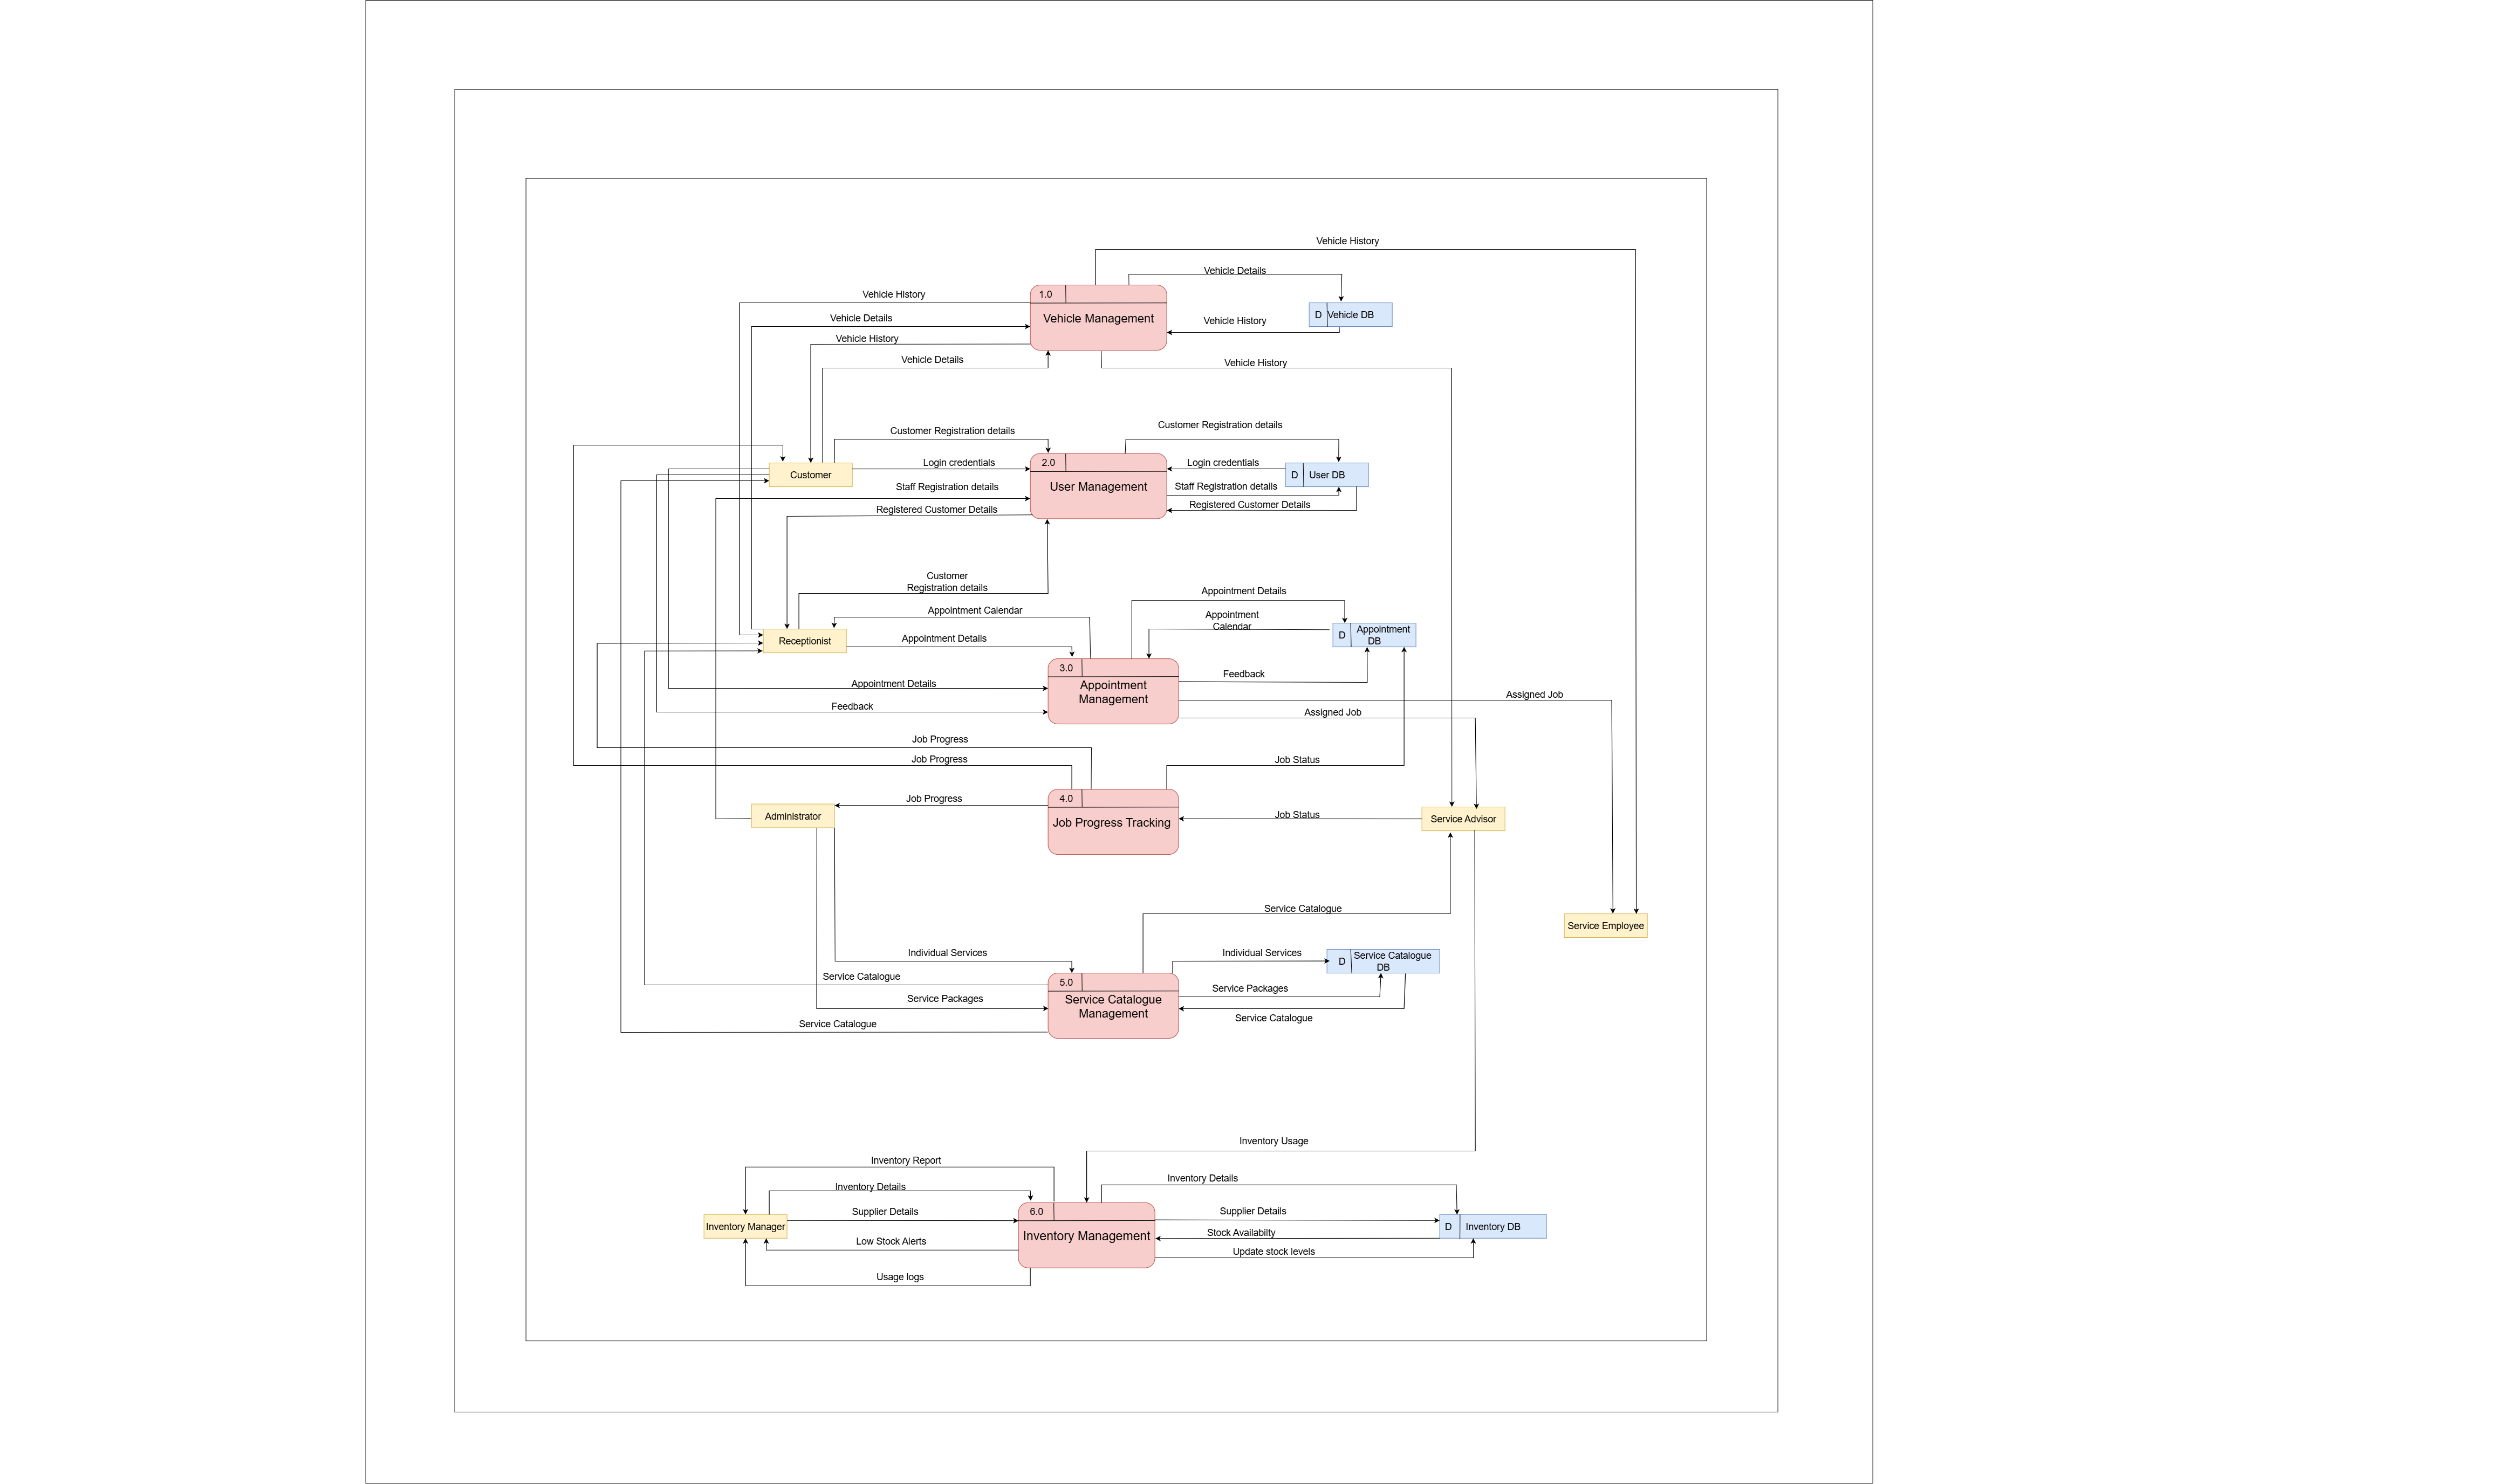 Vehicle History
Vehicle Details
1.0
Vehicle History
Vehicle Details
Vehicle History
Vehicle Details
Vehicle Management
D
Vehicle DB
Vehicle History
Vehicle History
Customer Registration details
Customer Registration details
Customer
Login credentials
2.0
User Management
Login credentials
D
User DB
Staff Registration details
Staff Registration details
Registered Customer Details
Registered Customer Details
Customer
Registration details
Appointment Details
Appointment Calendar
Appointment
Calendar
Receptionist
Appointment Details
D
Appointment
DB
3.0
Appointment
Management
Feedback
Appointment Details
Assigned Job
Feedback
Assigned Job
Job Progress
Job Progress
Job Status
Administrator
Job Progress
4.0
Job Progress Tracking
Job Status
Service Advisor
Service Catalogue
Service Employee
Individual Services
Individual Services
D
Service Catalogue
DB
Service Catalogue
5.0
Service Catalogue
Management
Service Packages
Service Packages
Service Catalogue
Service Catalogue
Inventory Usage
Inventory Report
Inventory Details
Inventory Details
Supplier Details
6.0
Supplier Details
Inventory Manager
Inventory Management
D
Inventory DB
Stock Availabilty
Low Stock Alerts
Update stock levels
Usage logs